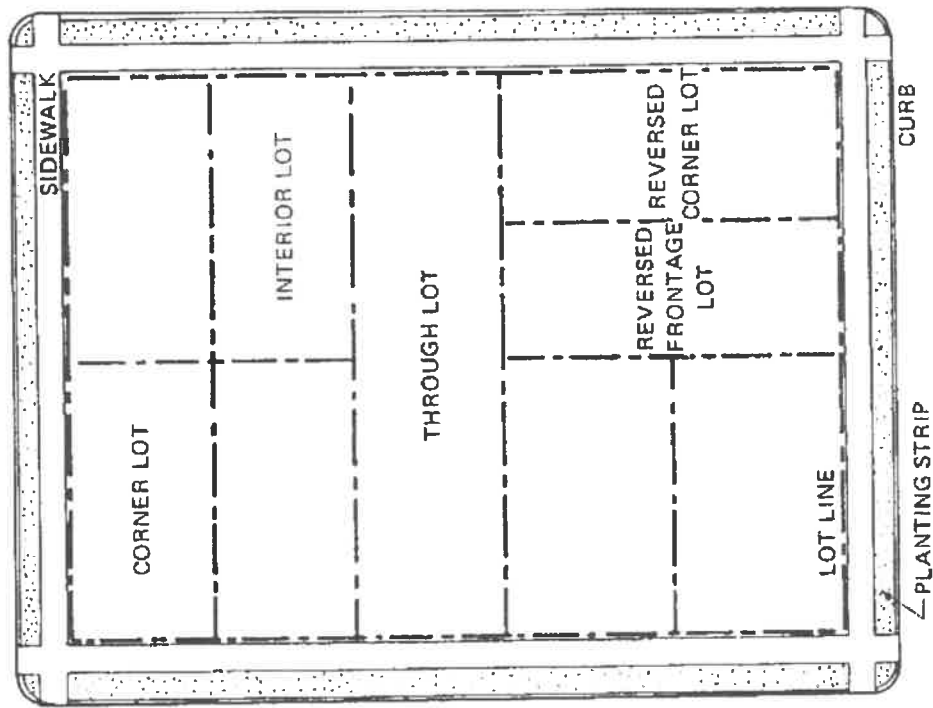 SIDEWALK
CORNER LOT
INTERIOR LOT
THROUGH LOT
REVERSED
FRONTAGE
LOT
REVERSED
CORNER LOT
LOT LINE
PLANTING STRIP
CURB